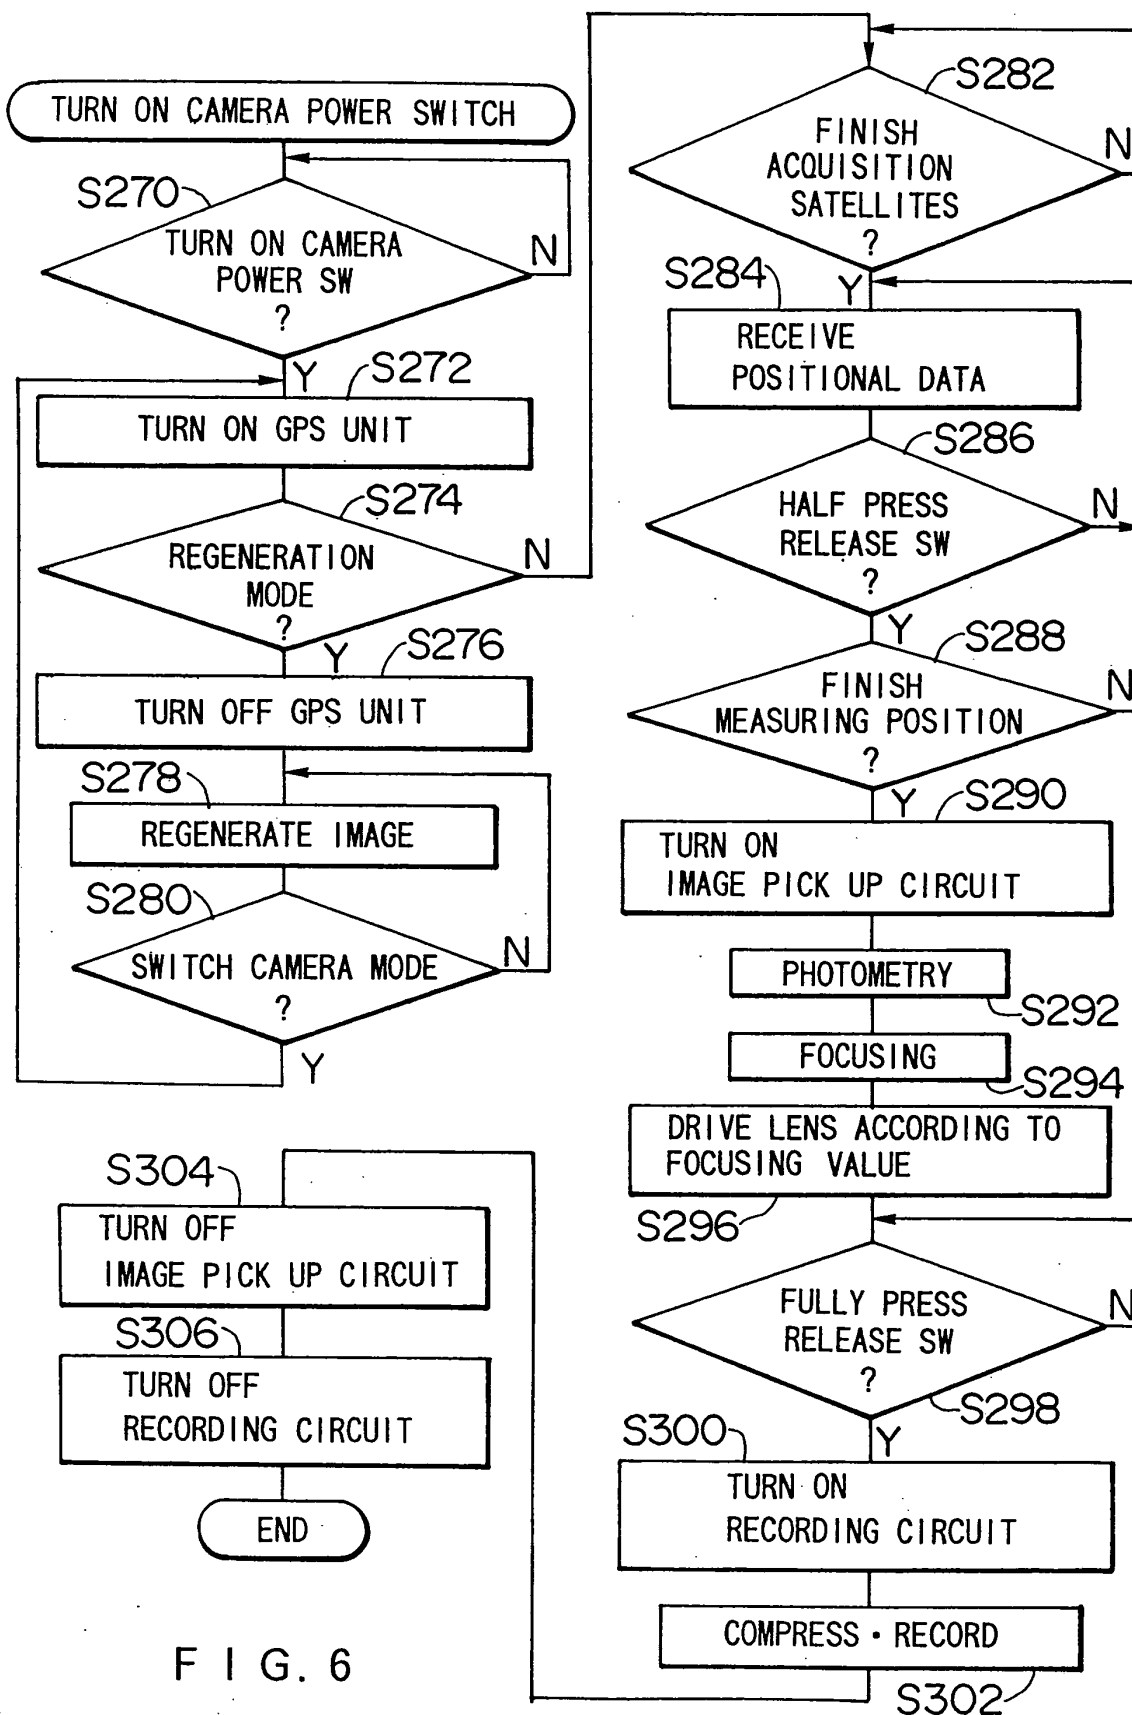 TURN ON CAMERA POWER SWITCH
S270
TURN ON CAMERA
POWER SW
?
N
Y
S272
TURN ON GPS UNIT
S274
REGENERATION
MODE
?
N
Y
S276
TURN OFF GPS UNIT
S278
REGENERATE IMAGE
S280
SWITCH CAMERA MODE
?
N
Y
S282
FINISH
ACQUISITION
SATELLITES
?
N
Y
S284
RECEIVE
POSITIONAL DATA
S286
HALF PRESS
RELEASE SW
?
N
Y
S288
FINISH
MEASURING POSITION
?
N
Y
S290
TURN ON
IMAGE PICK UP CIRCUIT
PHOTOMETRY
S292
FOCUSING
S294
DRIVE LENS ACCORDING TO
FOCUSING VALUE
S296
FULLY PRESS
RELEASE SW
?
N
S298
Y
S300
TURN ON
RECORDING CIRCUIT
COMPRESS・RECORD
S302
S304
TURN OFF
IMAGE PICK UP CIRCUIT
S306
TURN OFF
RECORDING CIRCUIT
END
FIG. 6